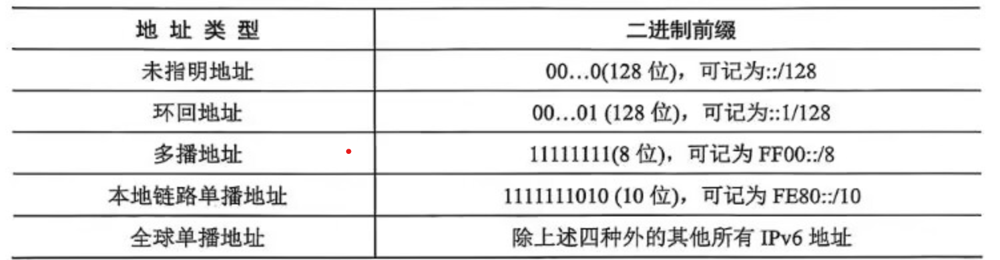 地 址 类 型 二进制前缀
未指明地址 00…0(128 位)，可记为::/128
环回地址 00…01 (128 位)，可记为::1/128
多播地址 11111111(8 位)，可记为 FF00::/8
本地链路单播地址 1111111010 (10 位)，可记为 FE80::/10
全球单播地址 除上述四种外的其他所有 IPv6 地址